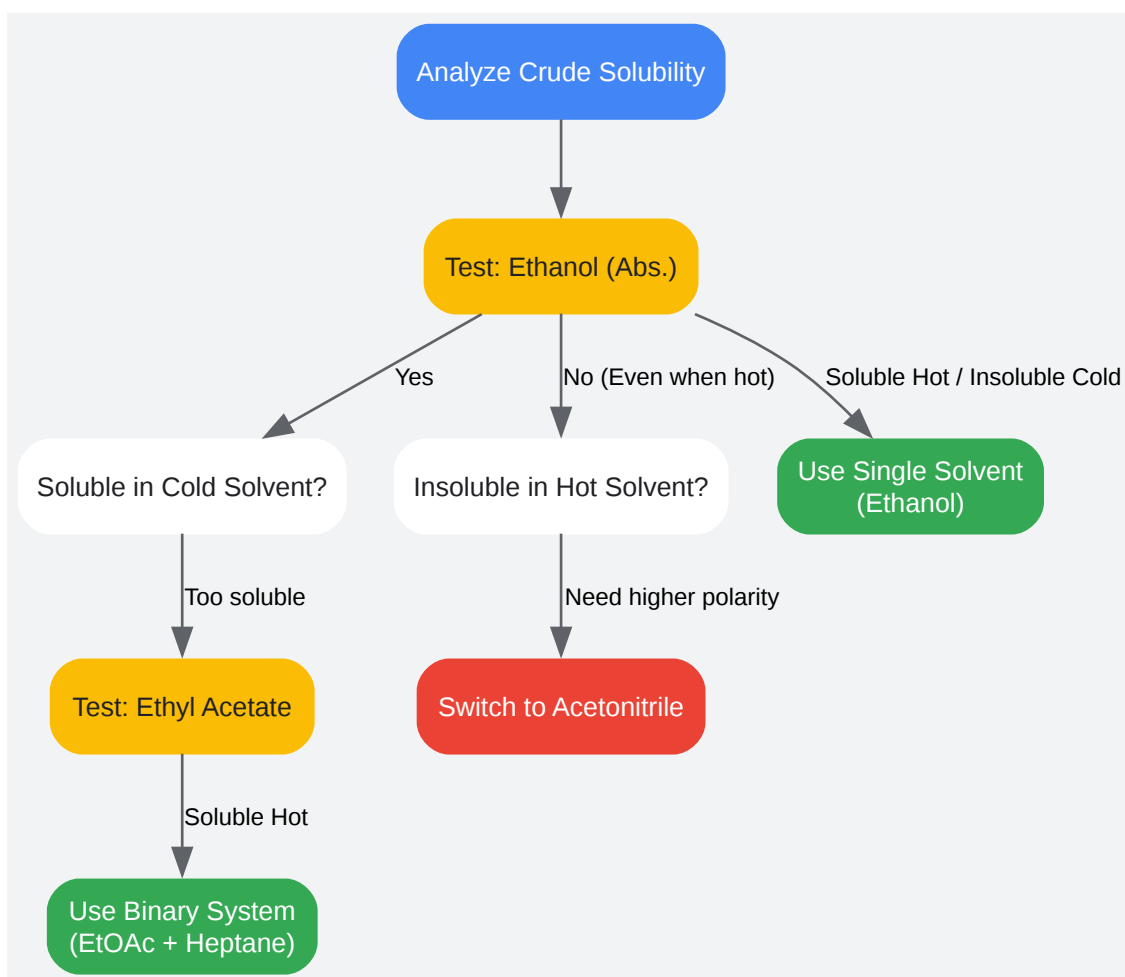 Analyze Crude Solubility
Test: Ethanol (Abs.)
Yes
No (Even when hot)
Soluble Hot / Insoluble Cold
Soluble in Cold Solvent?
Insoluble in Hot Solvent?
Use Single Solvent
(Ethanol)
Too soluble
Need higher polarity
Test: Ethyl Acetate
Switch to Acetonitrile
Soluble Hot
Use Binary System
(EtOAc + Heptane)